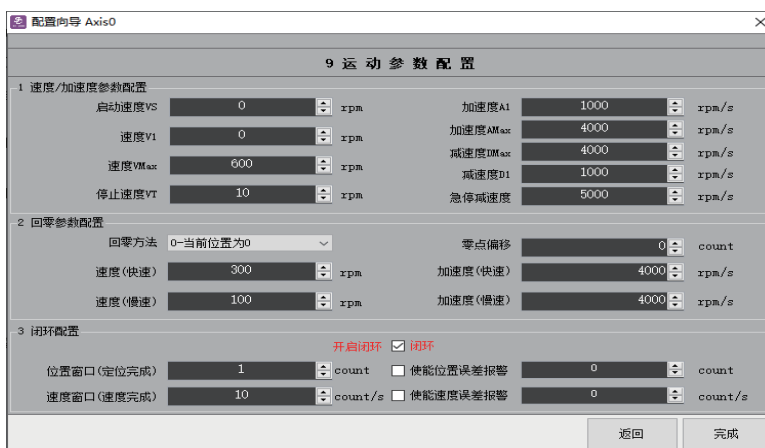 配置向导 Axis0
9 运 动 参 数 配 置
1 速度/加速度参数配置
启动速度VS 0 rpm 加速度A1 1000 rpm/s
速度V1 0 rpm 加速度AMax 4000 rpm/s
速度VMax 600 rpm 减速度DMax 4000 rpm/s
减速度D1 1000 rpm/s
停止速度VT 10 rpm 急停减速度 5000 rpm/s
2 回零参数配置
回零方法 0-当前位置为0 零点偏移 0 count
速度(快速) 300 rpm 加速度(快速) 4000 rpm/s
速度(慢速) 100 rpm 加速度(慢速) 4000 rpm/s
3 闭环配置
开启闭环 闭环
位置窗口(定位完成) 1 count 使能位置误差报警 0 count
速度窗口(速度完成) 10 count/s 使能速度误差报警 0 count/s
返回 完成